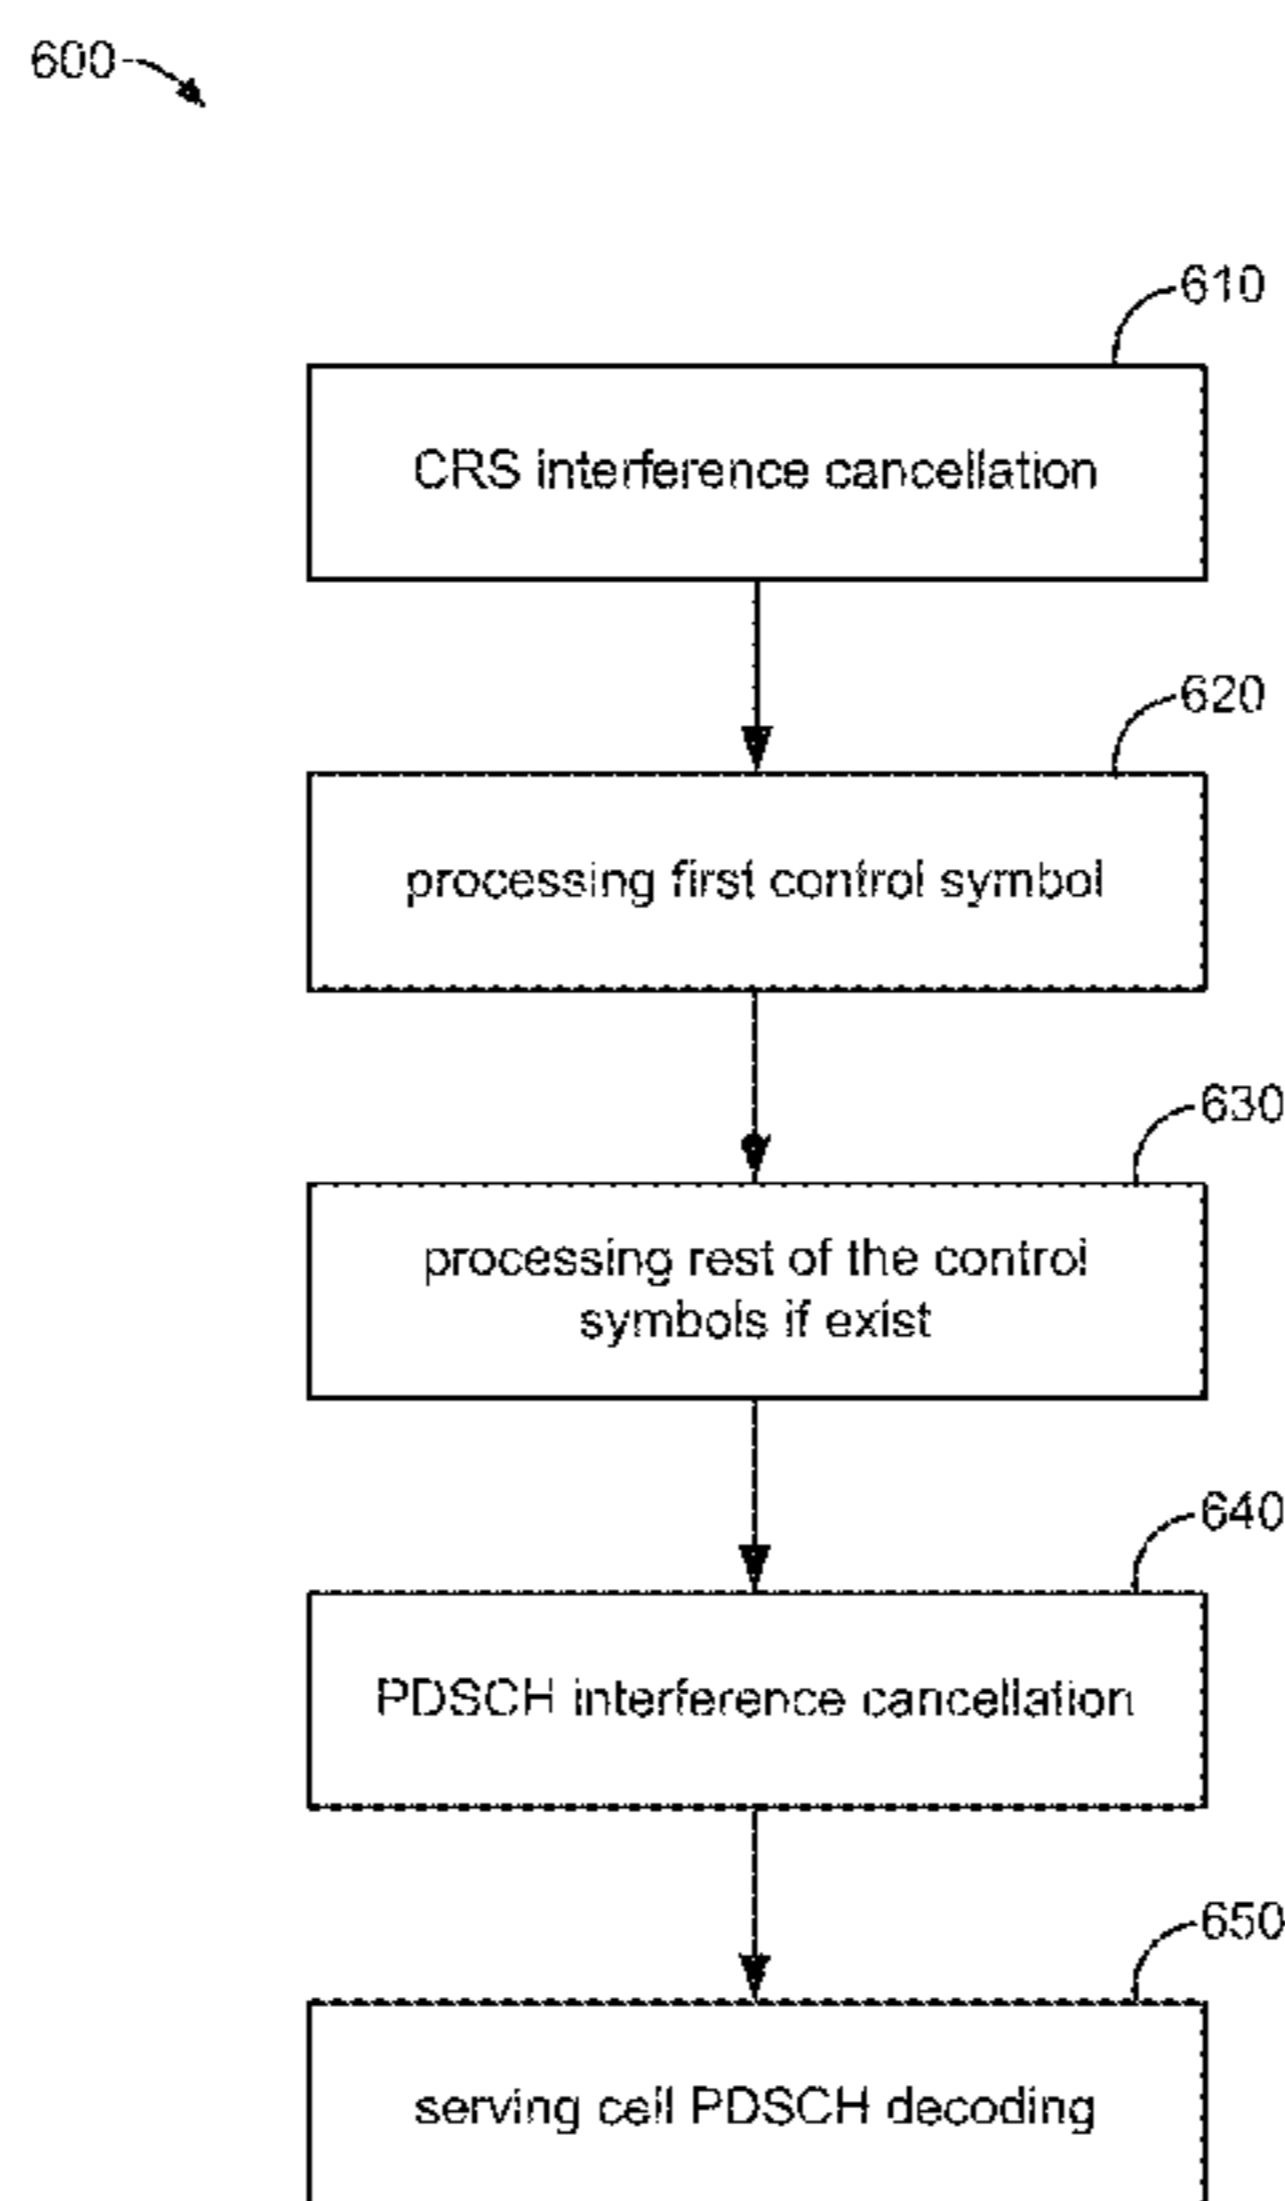 600
610
CRS interference cancellation
620
processing first control symbol
630
processing rest of the control
symbols if exist
640
PDSCH interference cancellation
650
serving cell PDSCH decoding